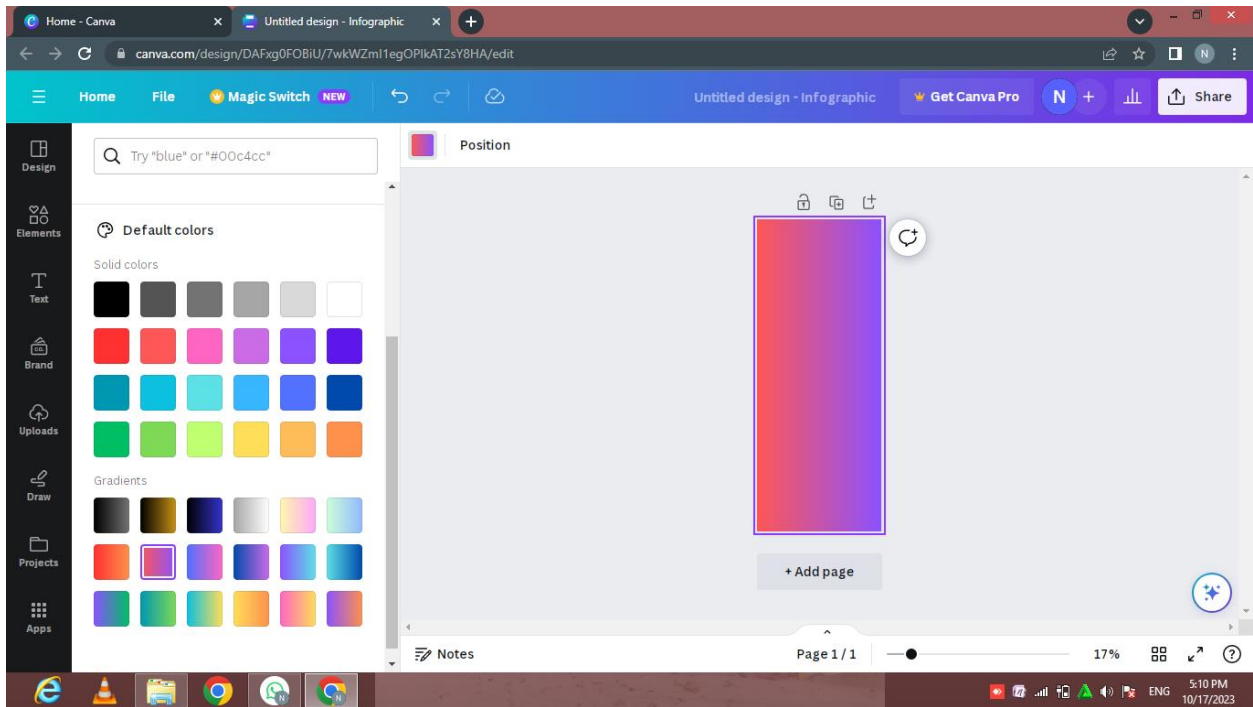 Home - Canva
Untitled design - Infographic
canva.com/design/DAFxg0FOBiU/7wkWZmI1egOPlkAT2sY8HA/edit
N
Home File Magic Switch NEW
Untitled design - Infographic
Get Canva Pro
N
Share
Design
Elements
Text
Brand
Uploads
Draw
Projects
Apps
Try "blue" or "#00c4cc"
Default colors
Solid colors
Gradients
Position
+ Add page
Notes
Page 1 / 1
17%
ENG
5:10 PM
10/17/2023